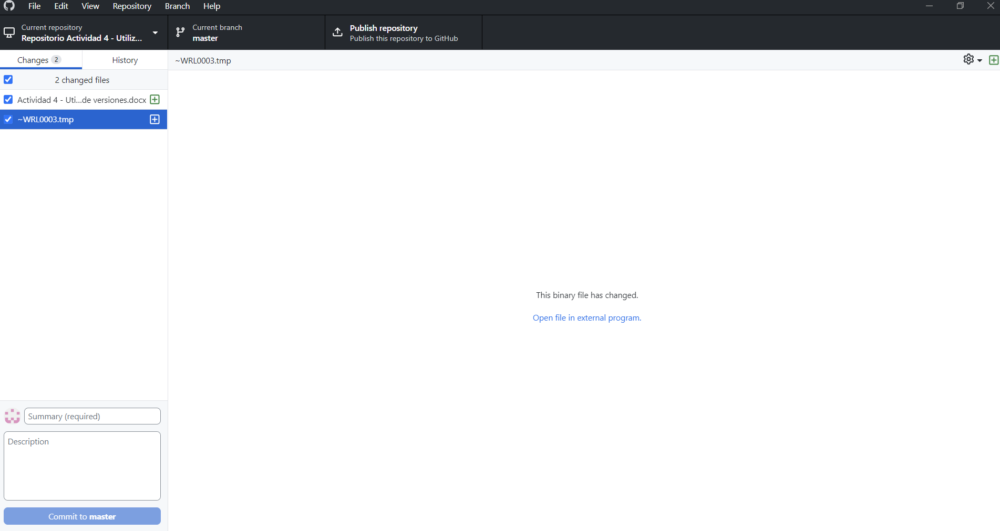 File Edit View Repository Branch Help
Current repository
Repositorio Actividad 4 - Utiliz...
Current branch
master
Publish repository
Publish this repository to GitHub
Changes 2
History
~WRL0003.tmp
2 changed files
Actividad 4 - Uti...de versiones.docx
~WRL0003.tmp
This binary file has changed.
Open file in external program.
Summary (required)
Description
Commit to master